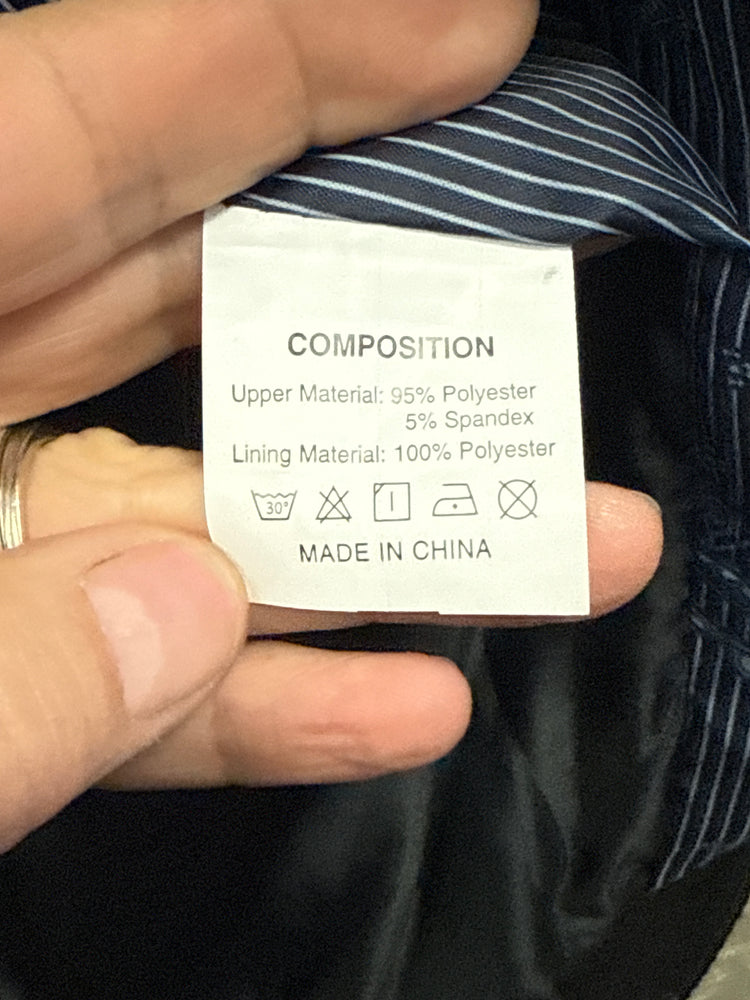 COMPOSITION
Upper Material: 95% Polyester
5% Spandex
Lining Material: 100% Polyester
30°
MADE IN CHINA